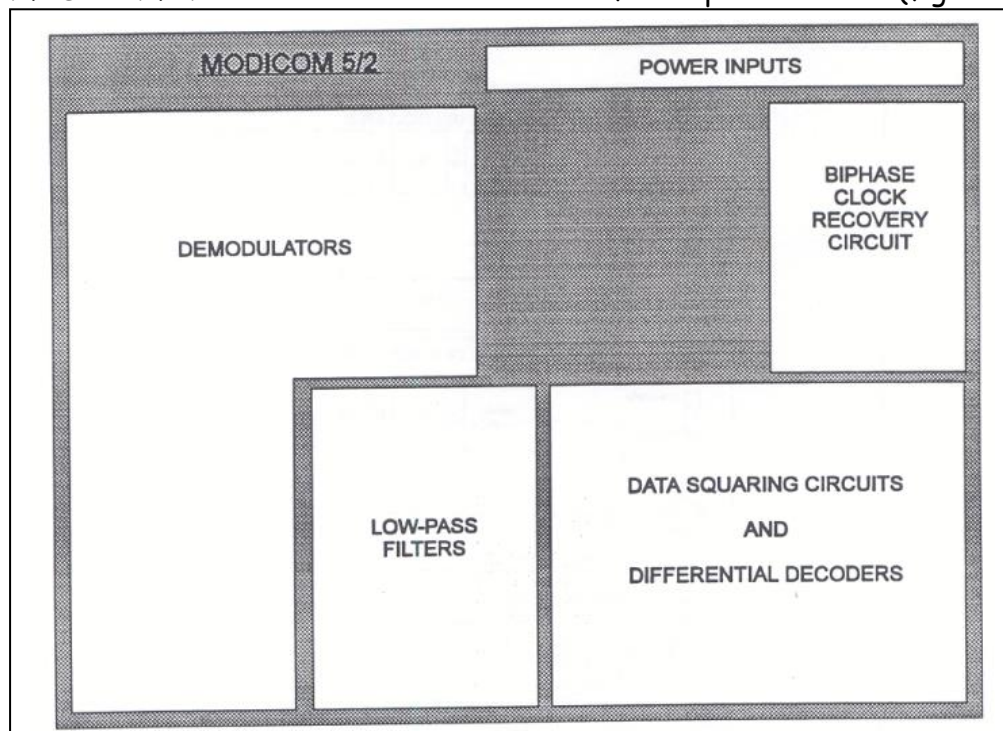 MODICOM 5/2
POWER INPUTS
DEMODULATORS
BIPHASE
CLOCK
RECOVERY
CIRCUIT
LOW-PASS
FILTERS
DATA SQUARING CIRCUITS
AND
DIFFERENTIAL DECODERS